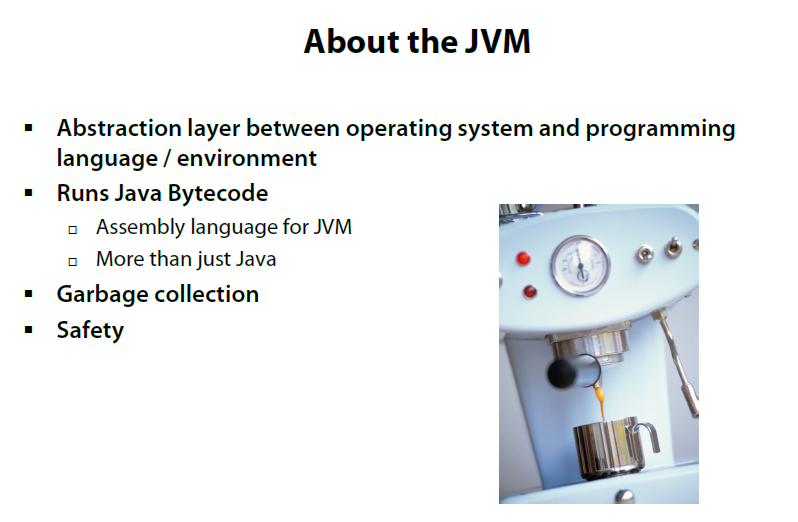 About the JVM
Abstraction layer between operating system and programming
language / environment
Runs Java Bytecode
Assembly language for JVM
More than just Java
Garbage collection
Safety